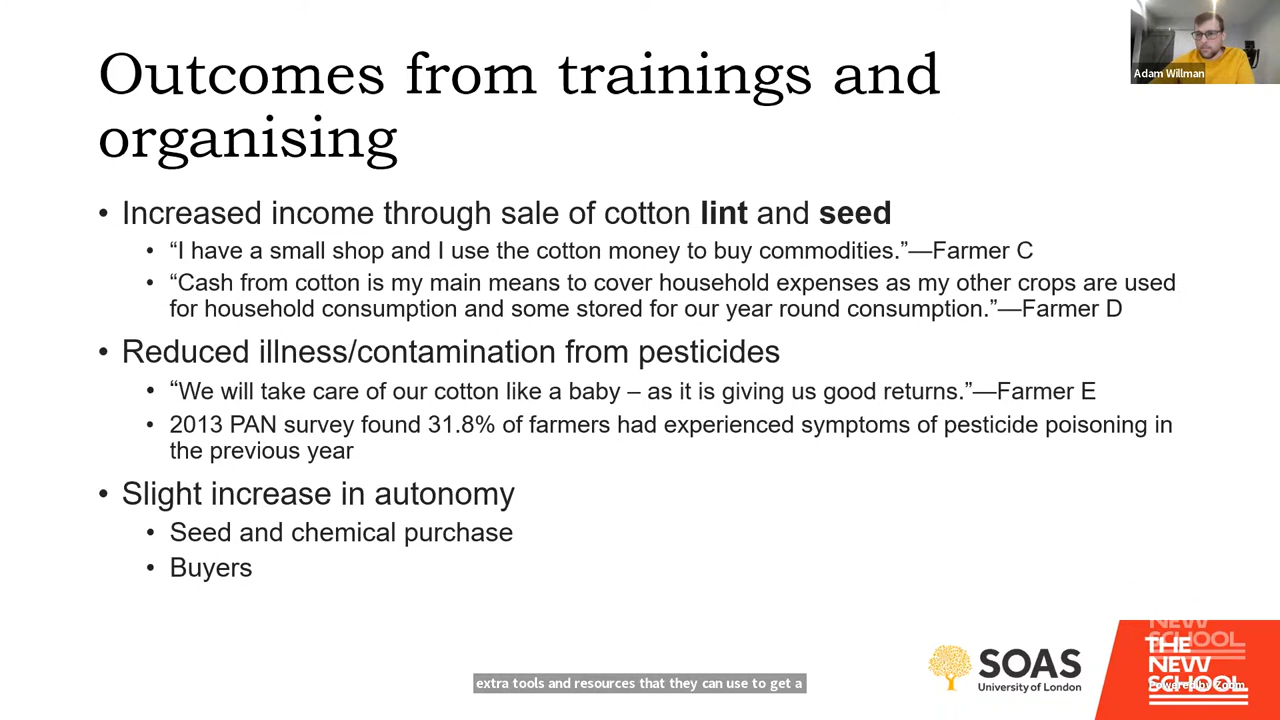 Outcomes from trainings and
organising
Adam Willman
• Increased income through sale of cotton lint and seed
• “I have a small shop and I use the cotton money to buy commodities.”—Farmer C
• “Cash from cotton is my main means to cover household expenses as my other crops are used
for household consumption and some stored for our year round consumption.”—Farmer D
• Reduced illness/contamination from pesticides
• “We will take care of our cotton like a baby – as it is giving us good returns.”—Farmer E
• 2013 PAN survey found 31.8% of farmers had experienced symptoms of pesticide poisoning in
the previous year
• Slight increase in autonomy
• Seed and chemical purchase
• Buyers
extra tools and resources that they can use to get a
SOAS
University of London
NEW
SCHOOL
THE
NEW
SCHOOL
Powered by Zoom